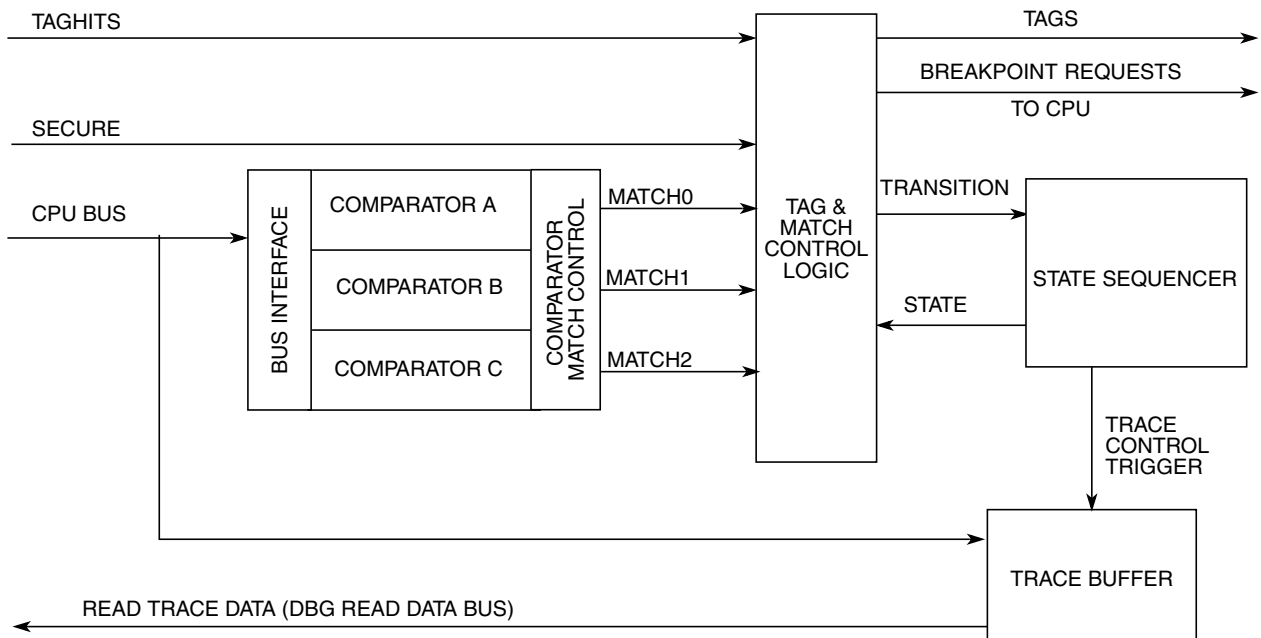 TAGHITS
TAGS
BREAKPOINT REQUESTS
TO CPU
SECURE
CPU BUS
BUS INTERFACE
COMPARATOR A
COMPARATOR B
COMPARATOR C
COMPARATOR
MATCH CONTROL
MATCH0
MATCH1
MATCH2
TAG &
MATCH
CONTROL
LOGIC
TRANSITION
STATE
STATE SEQUENCER
TRACE
CONTROL
TRIGGER
TRACE BUFFER
READ TRACE DATA (DBG READ DATA BUS)